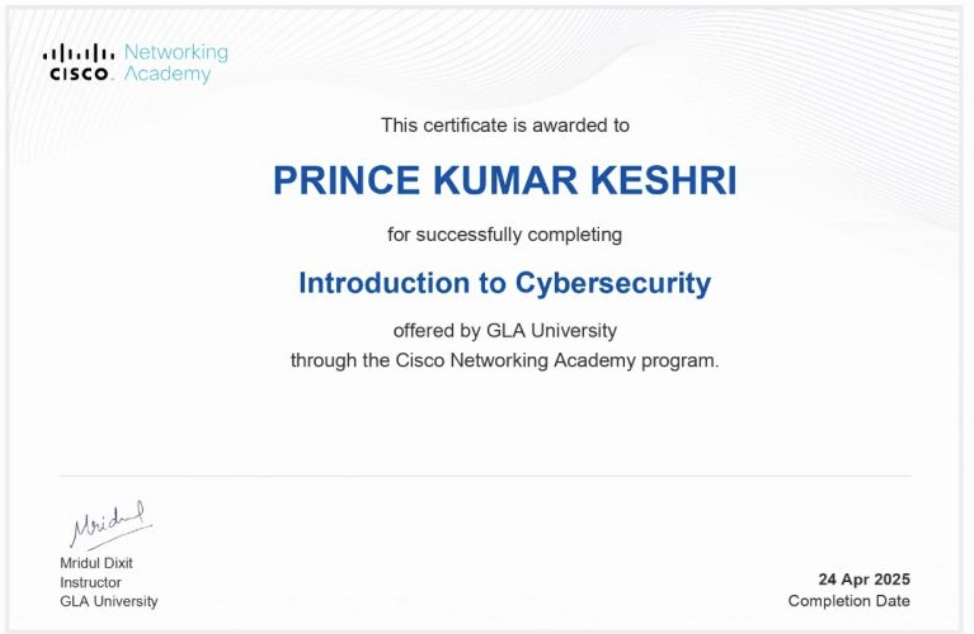 Networking
CISCO. Academy
This certificate is awarded to
PRINCE KUMAR KESHRI
for successfully completing
Introduction to Cybersecurity
offered by GLA University
through the Cisco Networking Academy program.
Mridul
Mridul Dixit
Instructor
GLA University
24 Apr 2025
Completion Date